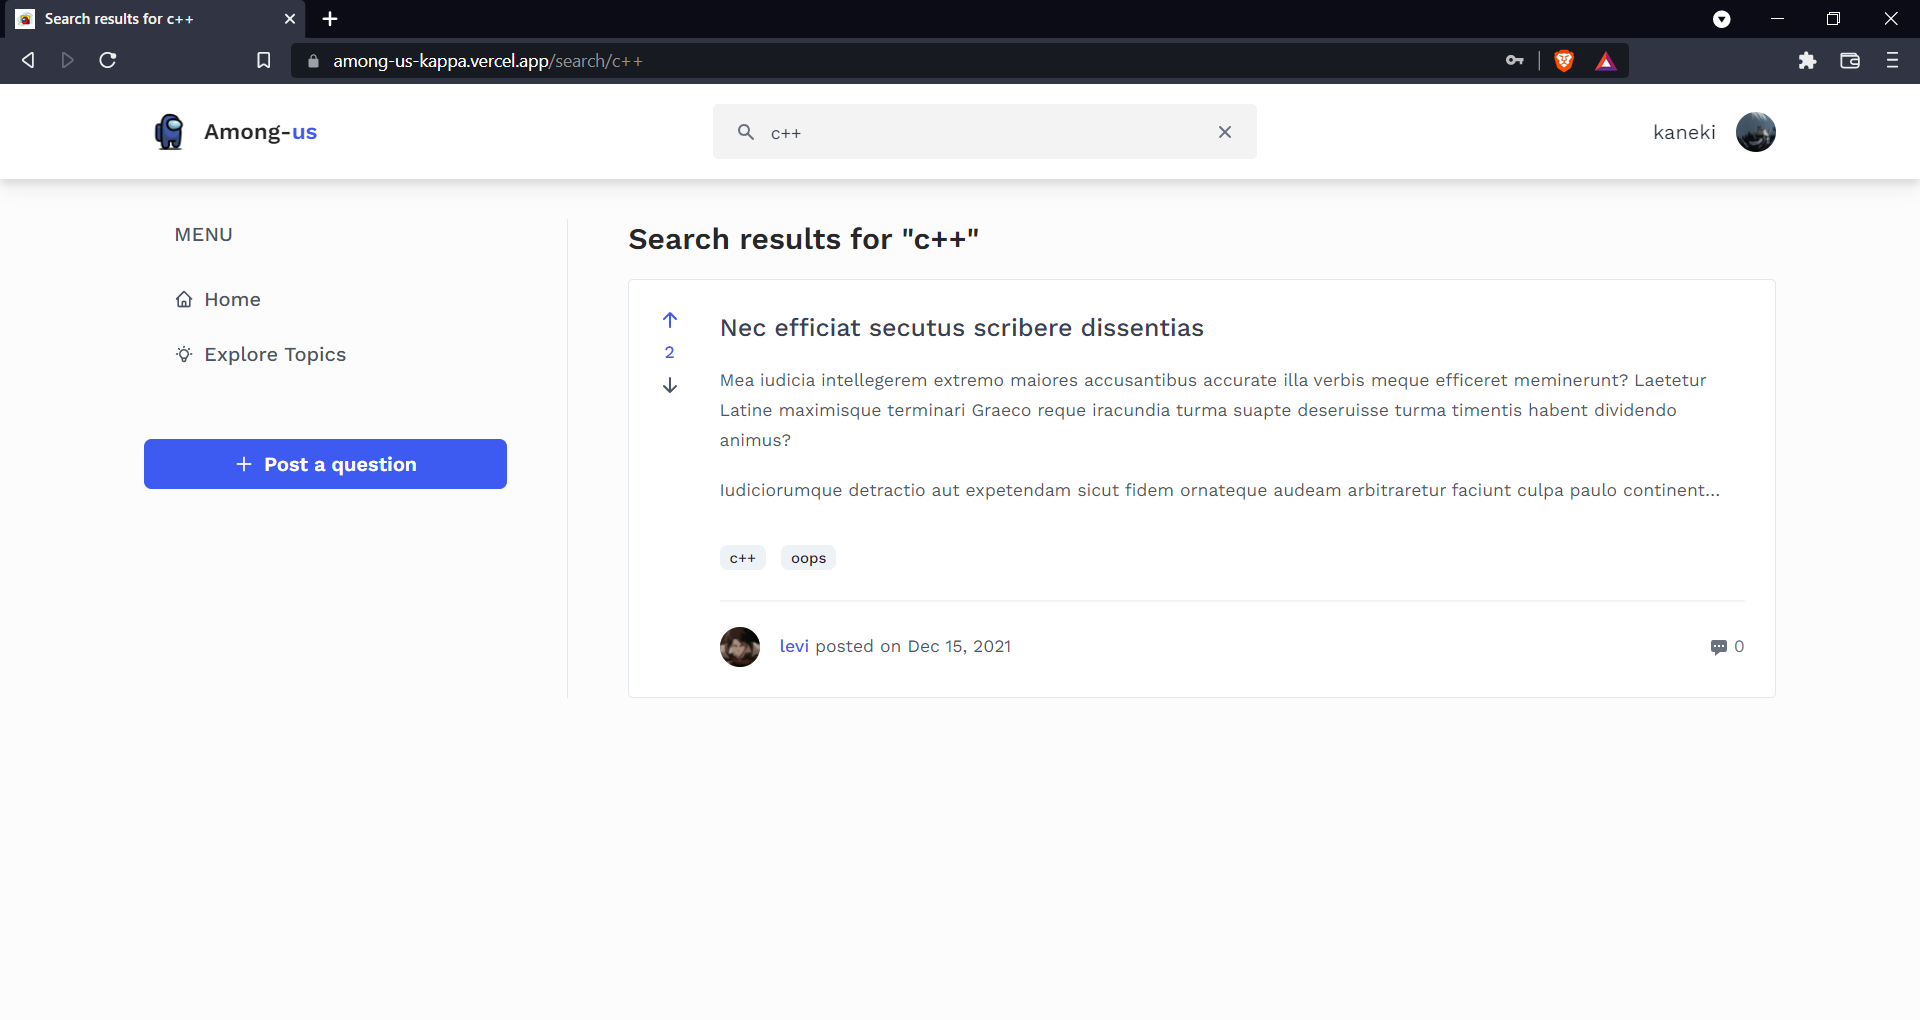 Search results for c++
among-us-kappa.vercel.app/search/c++
Among-us
c++
kaneki
MENU
Home
Explore Topics
Post a question
Search results for "c++"
2
Nec efficiat secutus scribere dissentias
Mea iudicia intellegerem extremo maiores accusantibus accurate illa verbis meque efficeret meminerunt? Laetetur
Latine maximisque terminari Graeco reque iracundia turma suapte deseruisse turma timentis habent dividendo
animus?
Iudiciorumque detractio aut expetendam sicut fidem ornateque audeam arbitraretur faciunt culpa paulo continent...
c++ oops
levi posted on Dec 15, 2021
0